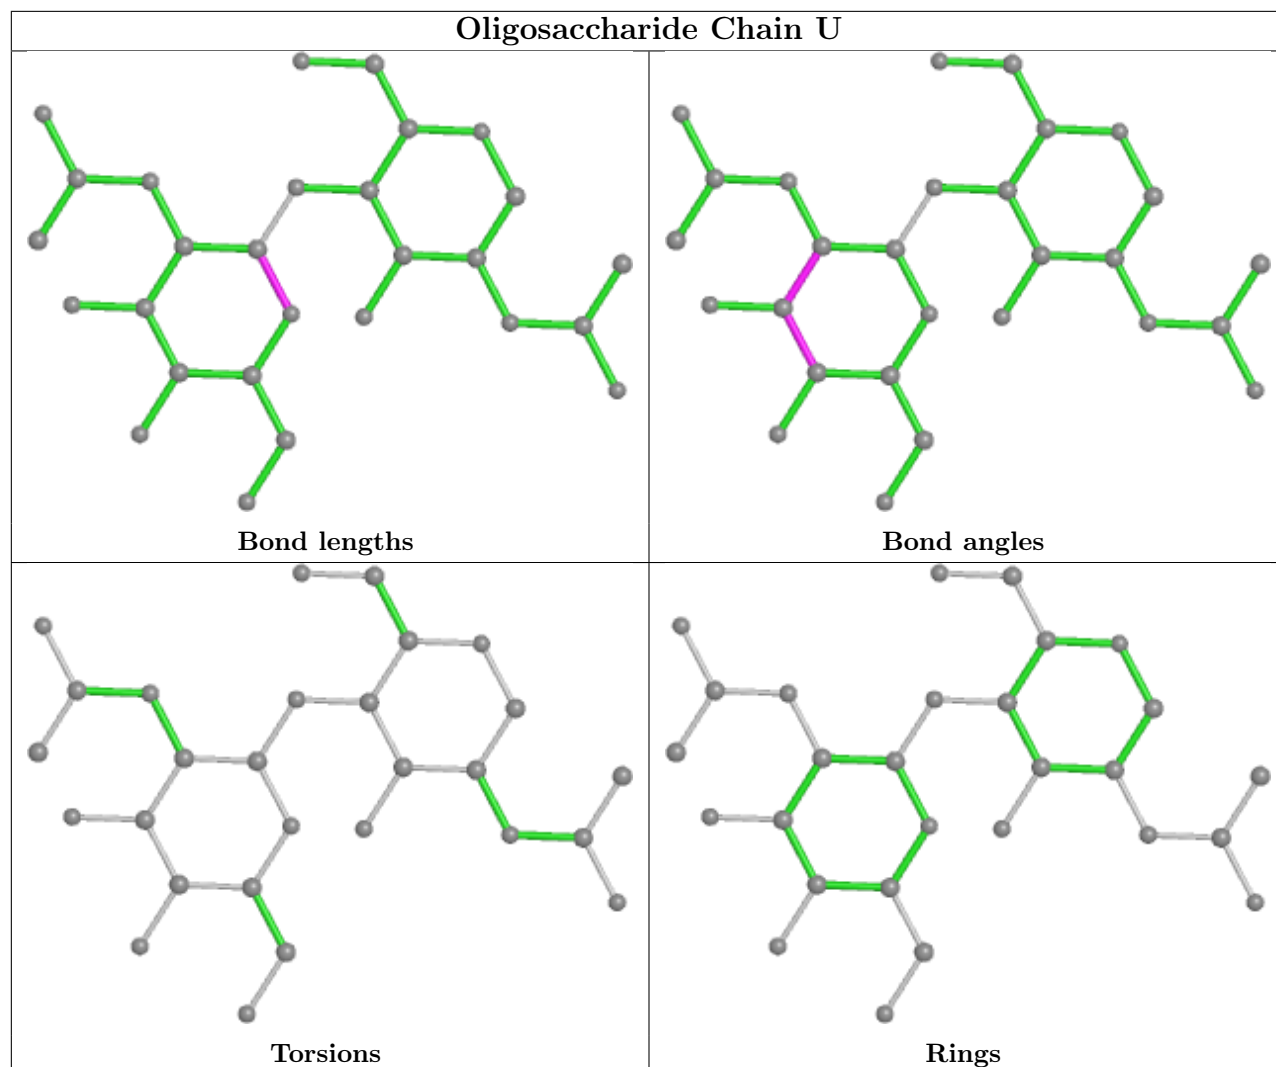 Oligosaccharide Chain U
Bond lengths
Bond angles
Torsions
Rings